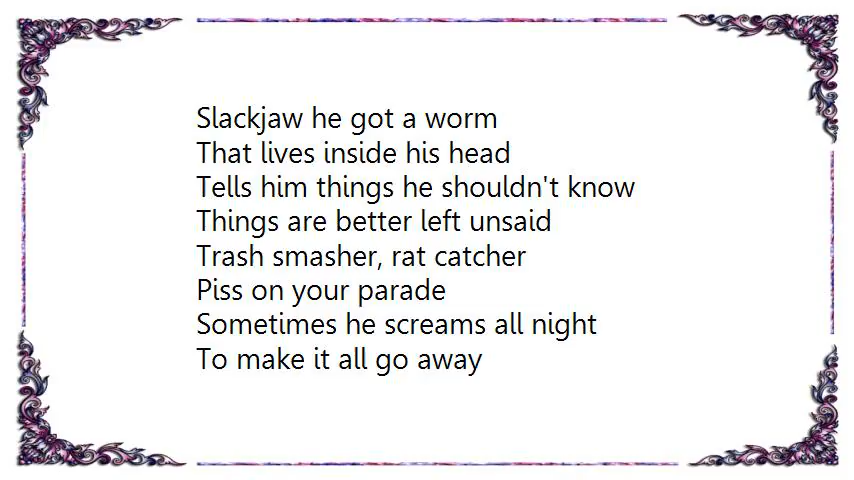 Slackjaw he got a worm
That lives inside his head
Tells him things he shouldn't know
Things are better left unsaid
Trash smasher, rat catcher
Piss on your parade
Sometimes he screams all night
To make it all go away